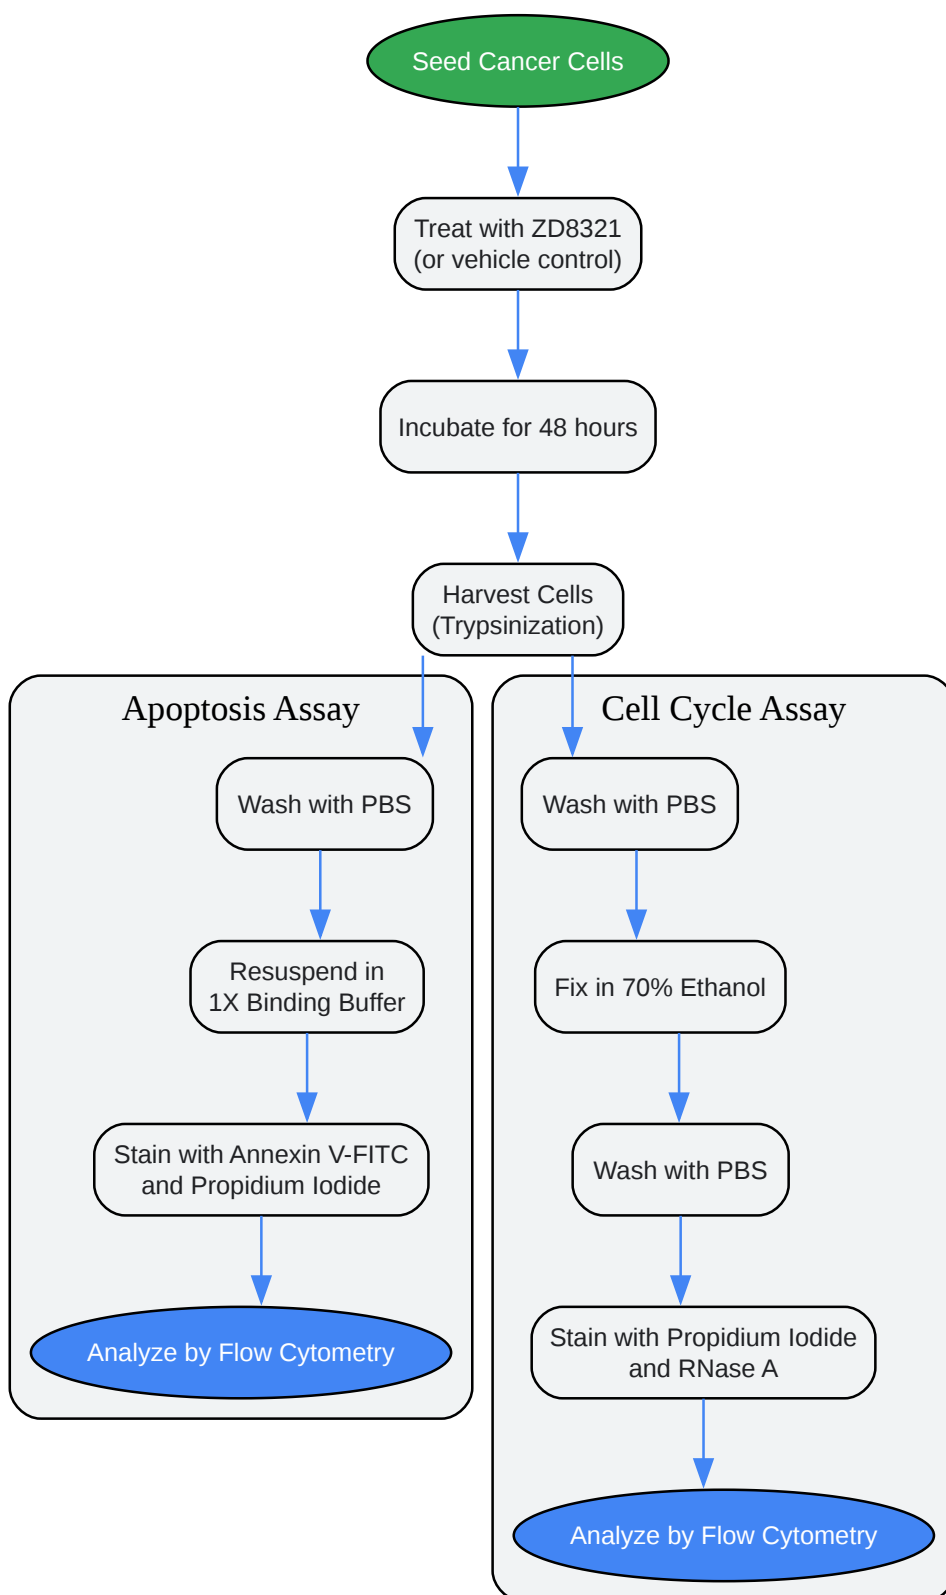 Seed Cancer Cells
Treat with ZD8321
(or vehicle control)
Incubate for 48 hours
Harvest Cells
(Trypsinization)
Apoptosis Assay
Wash with PBS
Resuspend in
1X Binding Buffer
Stain with Annexin V-FITC
and Propidium Iodide
Analyze by Flow Cytometry
Cell Cycle Assay
Wash with PBS
Fix in 70% Ethanol
Wash with PBS
Stain with Propidium Iodide
and RNase A
Analyze by Flow Cytometry